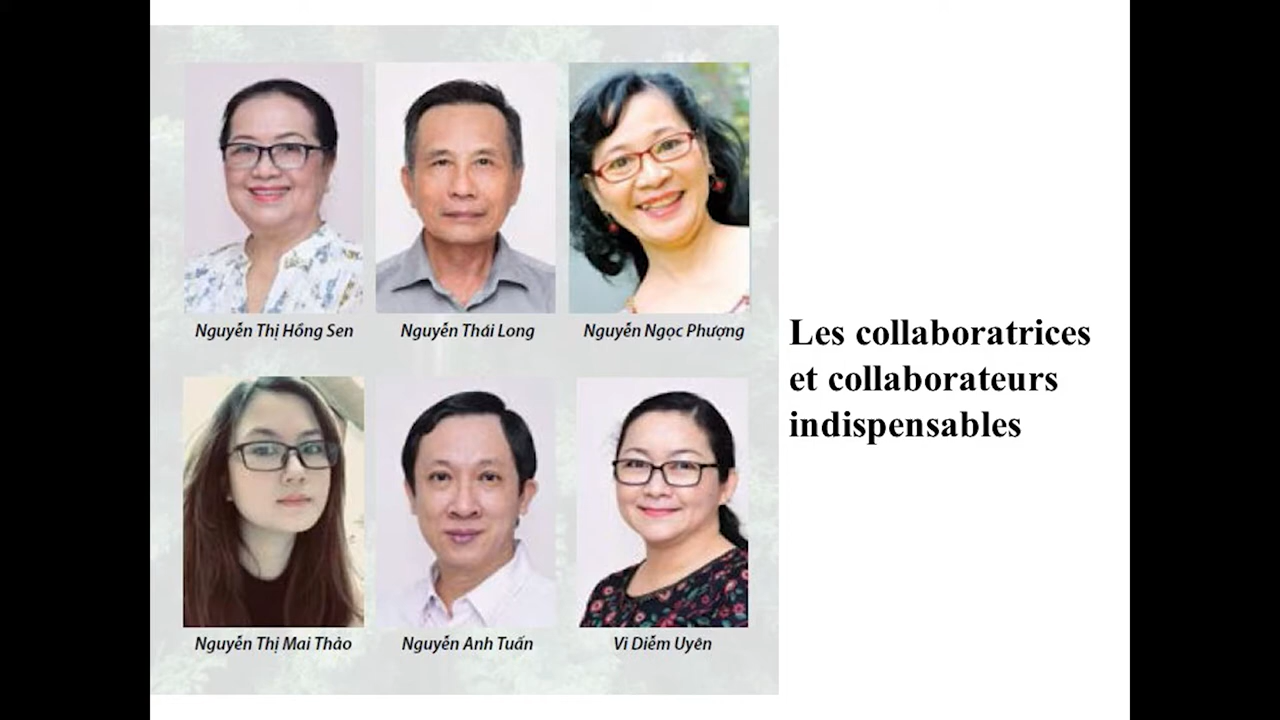 Nguyễn Thị Hồng Sen
Nguyễn Thái Long
Nguyễn Ngọc Phượng
Les collaboratrices
et collaborateurs
indispensables
Nguyễn Thị Mai Thảo
Nguyễn Anh Tuấn
Vi Diễm Uyên